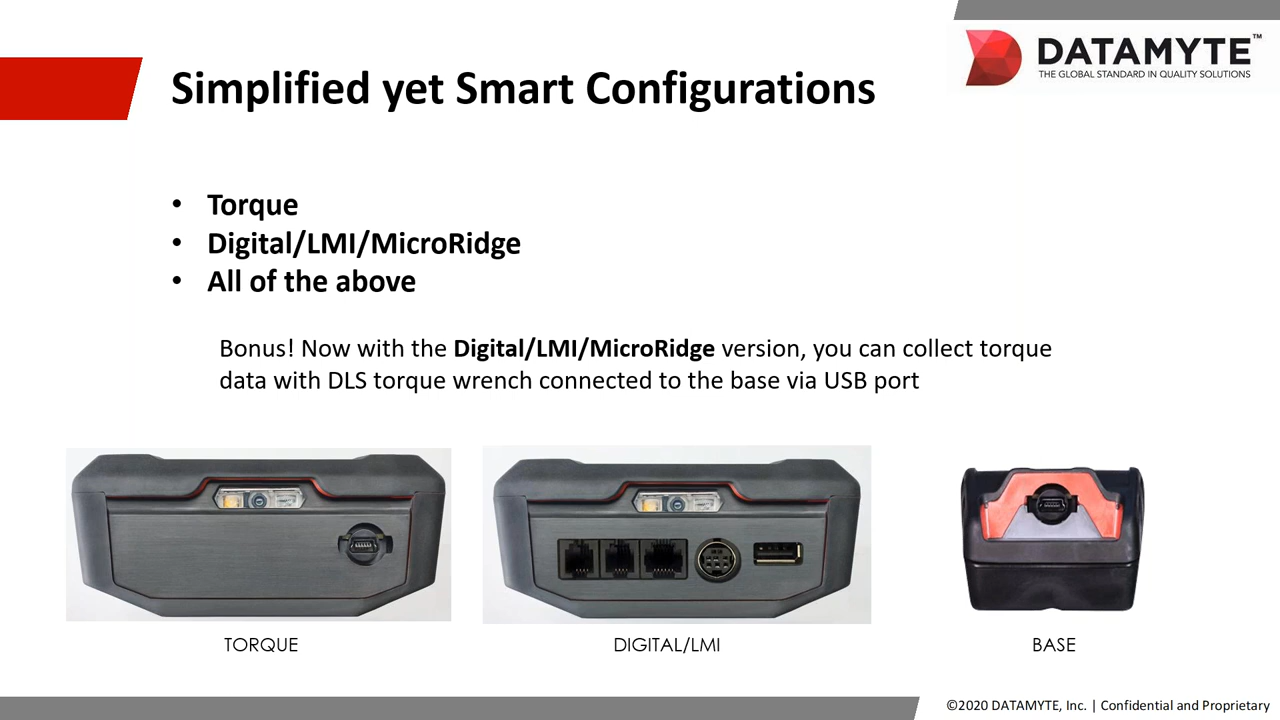 DATAMYTE™
THE GLOBAL STANDARD IN QUALITY SOLUTIONS
Simplified yet Smart Configurations
• Torque
• Digital/LMI/MicroRidge
• All of the above
Bonus! Now with the Digital/LMI/MicroRidge version, you can collect torque
data with DLS torque wrench connected to the base via USB port
TORQUE
DIGITAL/LMI
BASE
©2020 DATAMYTE, Inc. | Confidential and Proprietary